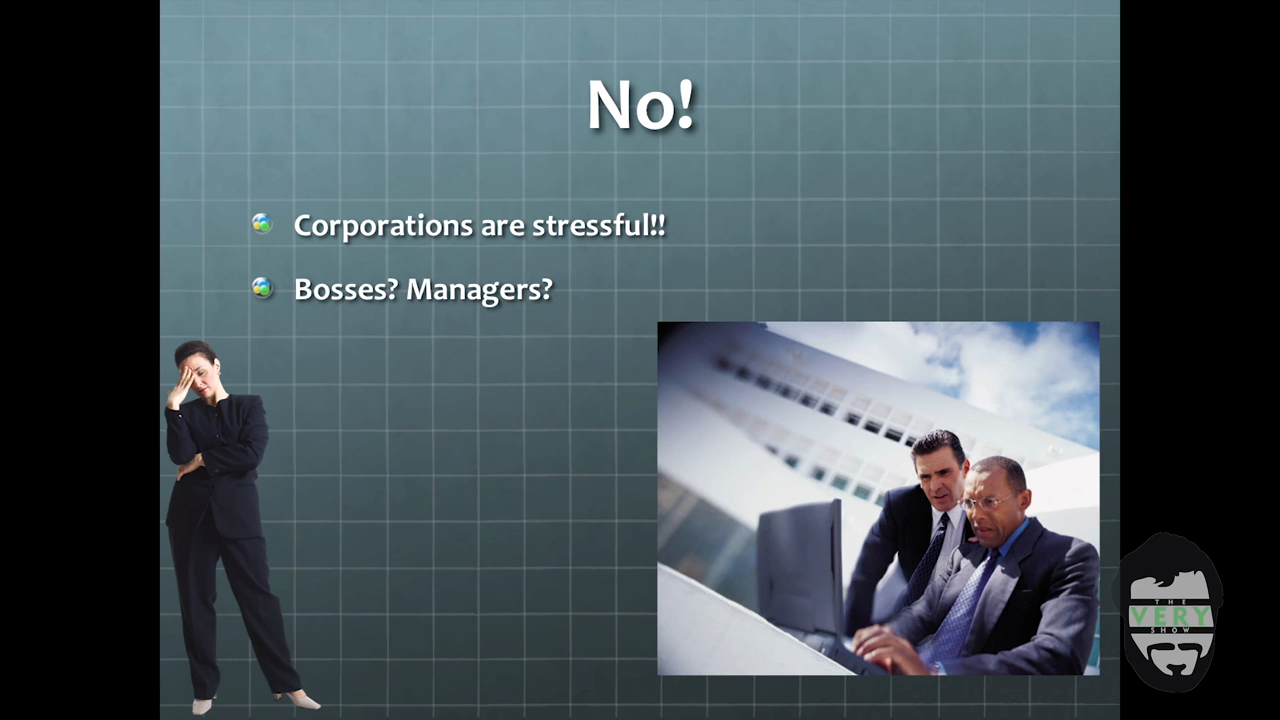 No!
Corporations are stressful!!
Bosses? Managers?
THE
VERY
SHOW